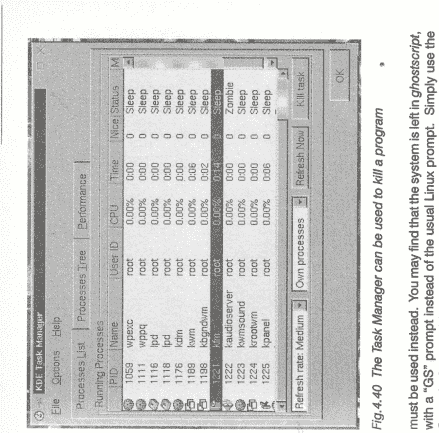 KDE Task Manager
File Options Help
Processes List Processes Tree Performance
Running Processes
PID Name User ID CPU Time Nice Status M
1059 wpexc root 0.00% 0:00 0 Sleep
1111 wppq root 0.00% 0:00 0 Sleep
1116 lpd root 0.00% 0:00 0 Sleep
1118 lpd root 0.00% 0:00 0 Sleep
1176 kdm root 0.00% 0:00 0 Sleep
1189 kwm root 0.00% 0:06 0 Sleep
1198 kbgndwm root 0.00% 0:02 0 Sleep
1221 kfm root 0.00% 0:14 0 Sleep
1222 kaudioserver root 0.00% 0:00 0 Zombie
1223 kwmsound root 0.00% 0:00 0 Sleep
1224 krootwm root 0.00% 0:00 0 Sleep
1225 kpanel root 0.00% 0:06 0 Sleep
Refresh rate: Medium Own processes Refresh Now Kill task
OK
Fig.4.40 The Task Manager can be used to kill a program
must be used instead. You may find that the system is left in ghostscript,
with a "GS" prompt instead of the usual Linux prompt. Simply use the